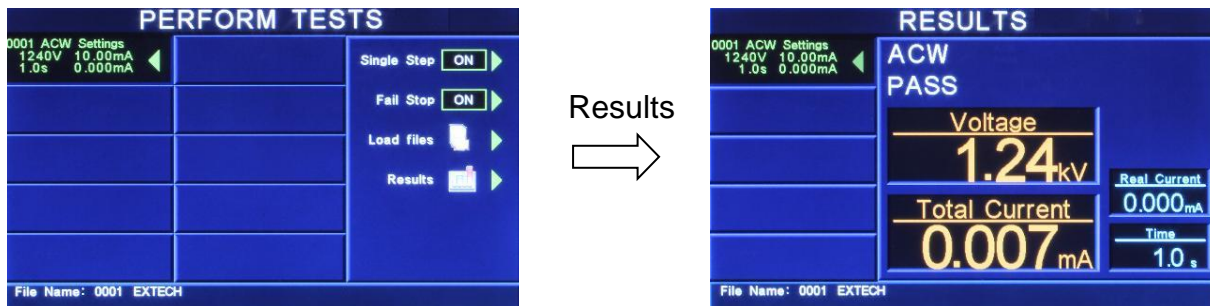 PERFORM TESTS
0001 ACW Settings
1240V 10.00mA
1.0s 0.000mA
Single Step ON
Fail Stop ON
Load files
Results
File Name: 0001 EXTECH
Results
RESULTS
0001 ACW Settings
1240V 10.00mA
1.0s 0.000mA
ACW
PASS
Voltage
1.24kV
Total Current
0.007mA
Real Current
0.000mA
Time
1.0 s
File Name: 0001 EXTECH